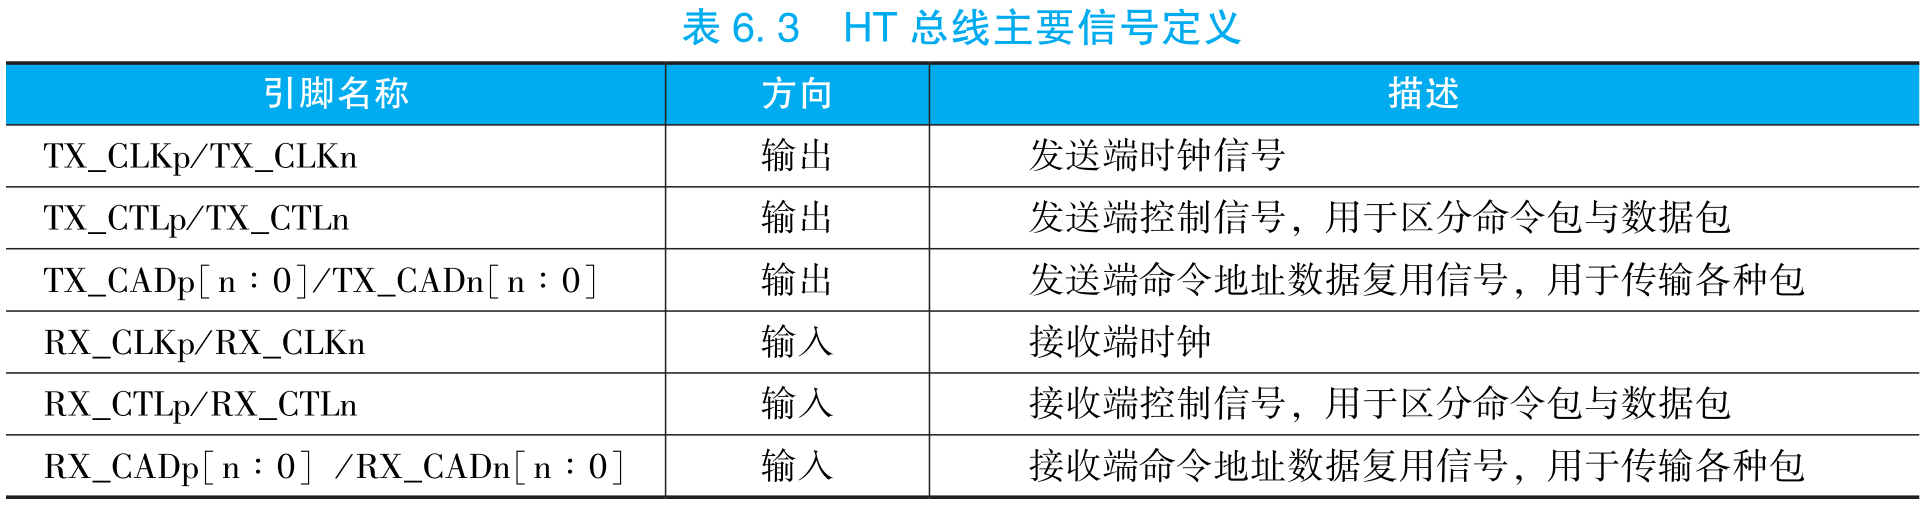 表 6. 3 HT 总线主要信号定义
引脚名称 方向 描述
TX_CLKp/TX_CLKn 输出 发送端时钟信号
TX_CTLp/TX_CTLn 输出 发送端控制信号，用于区分命令包与数据包
TX_CADp[n：0]/TX_CADn[n：0] 输出 发送端命令地址数据复用信号，用于传输各种包
RX_CLKp/RX_CLKn 输入 接收端时钟
RX_CTLp/RX_CTLn 输入 接收端控制信号，用于区分命令包与数据包
RX_CADp[n：0] /RX_CADn[n：0] 输入 接收端命令地址数据复用信号，用于传输各种包